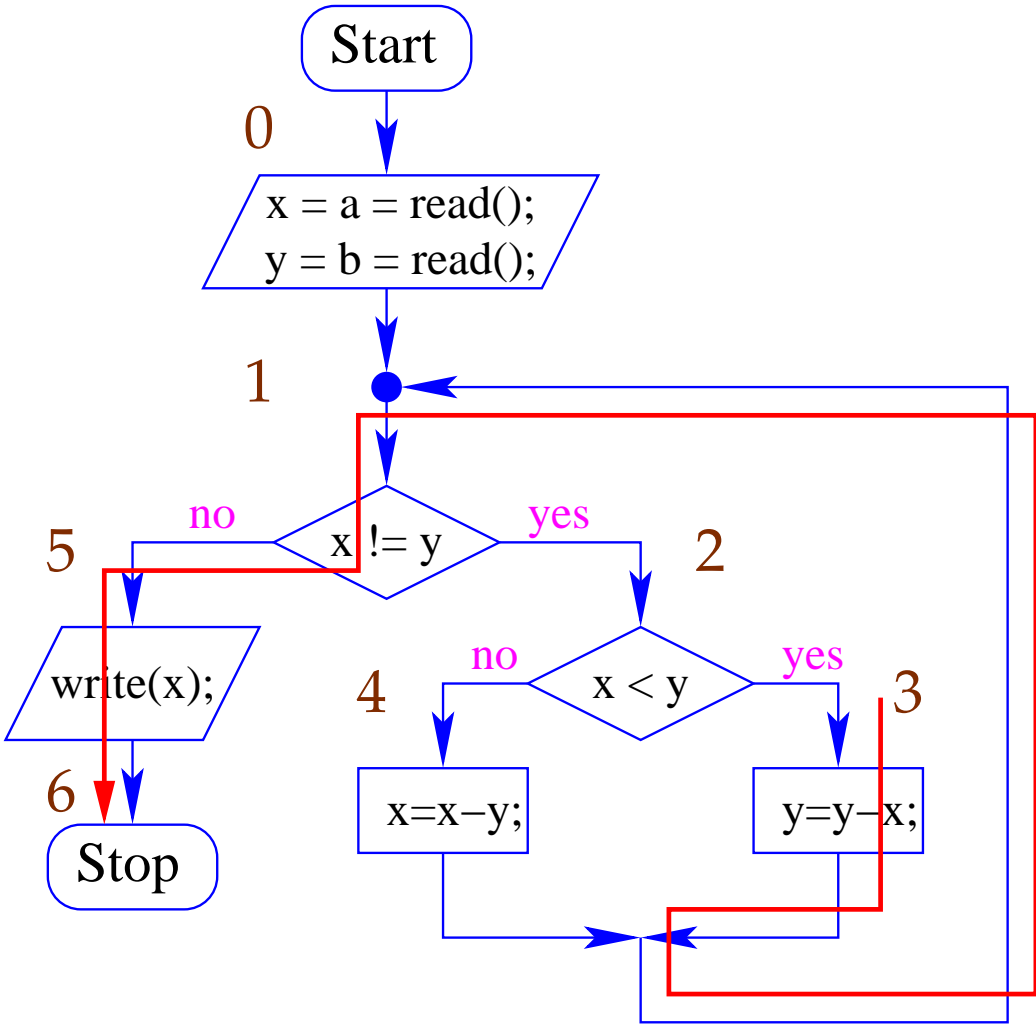 Start
0
x = a = read();
y = b = read();
1
no
yes
5
x != y
2
no
yes
write(x);
4
x < y
3
6
x=x−y;
y=y−x;
Stop